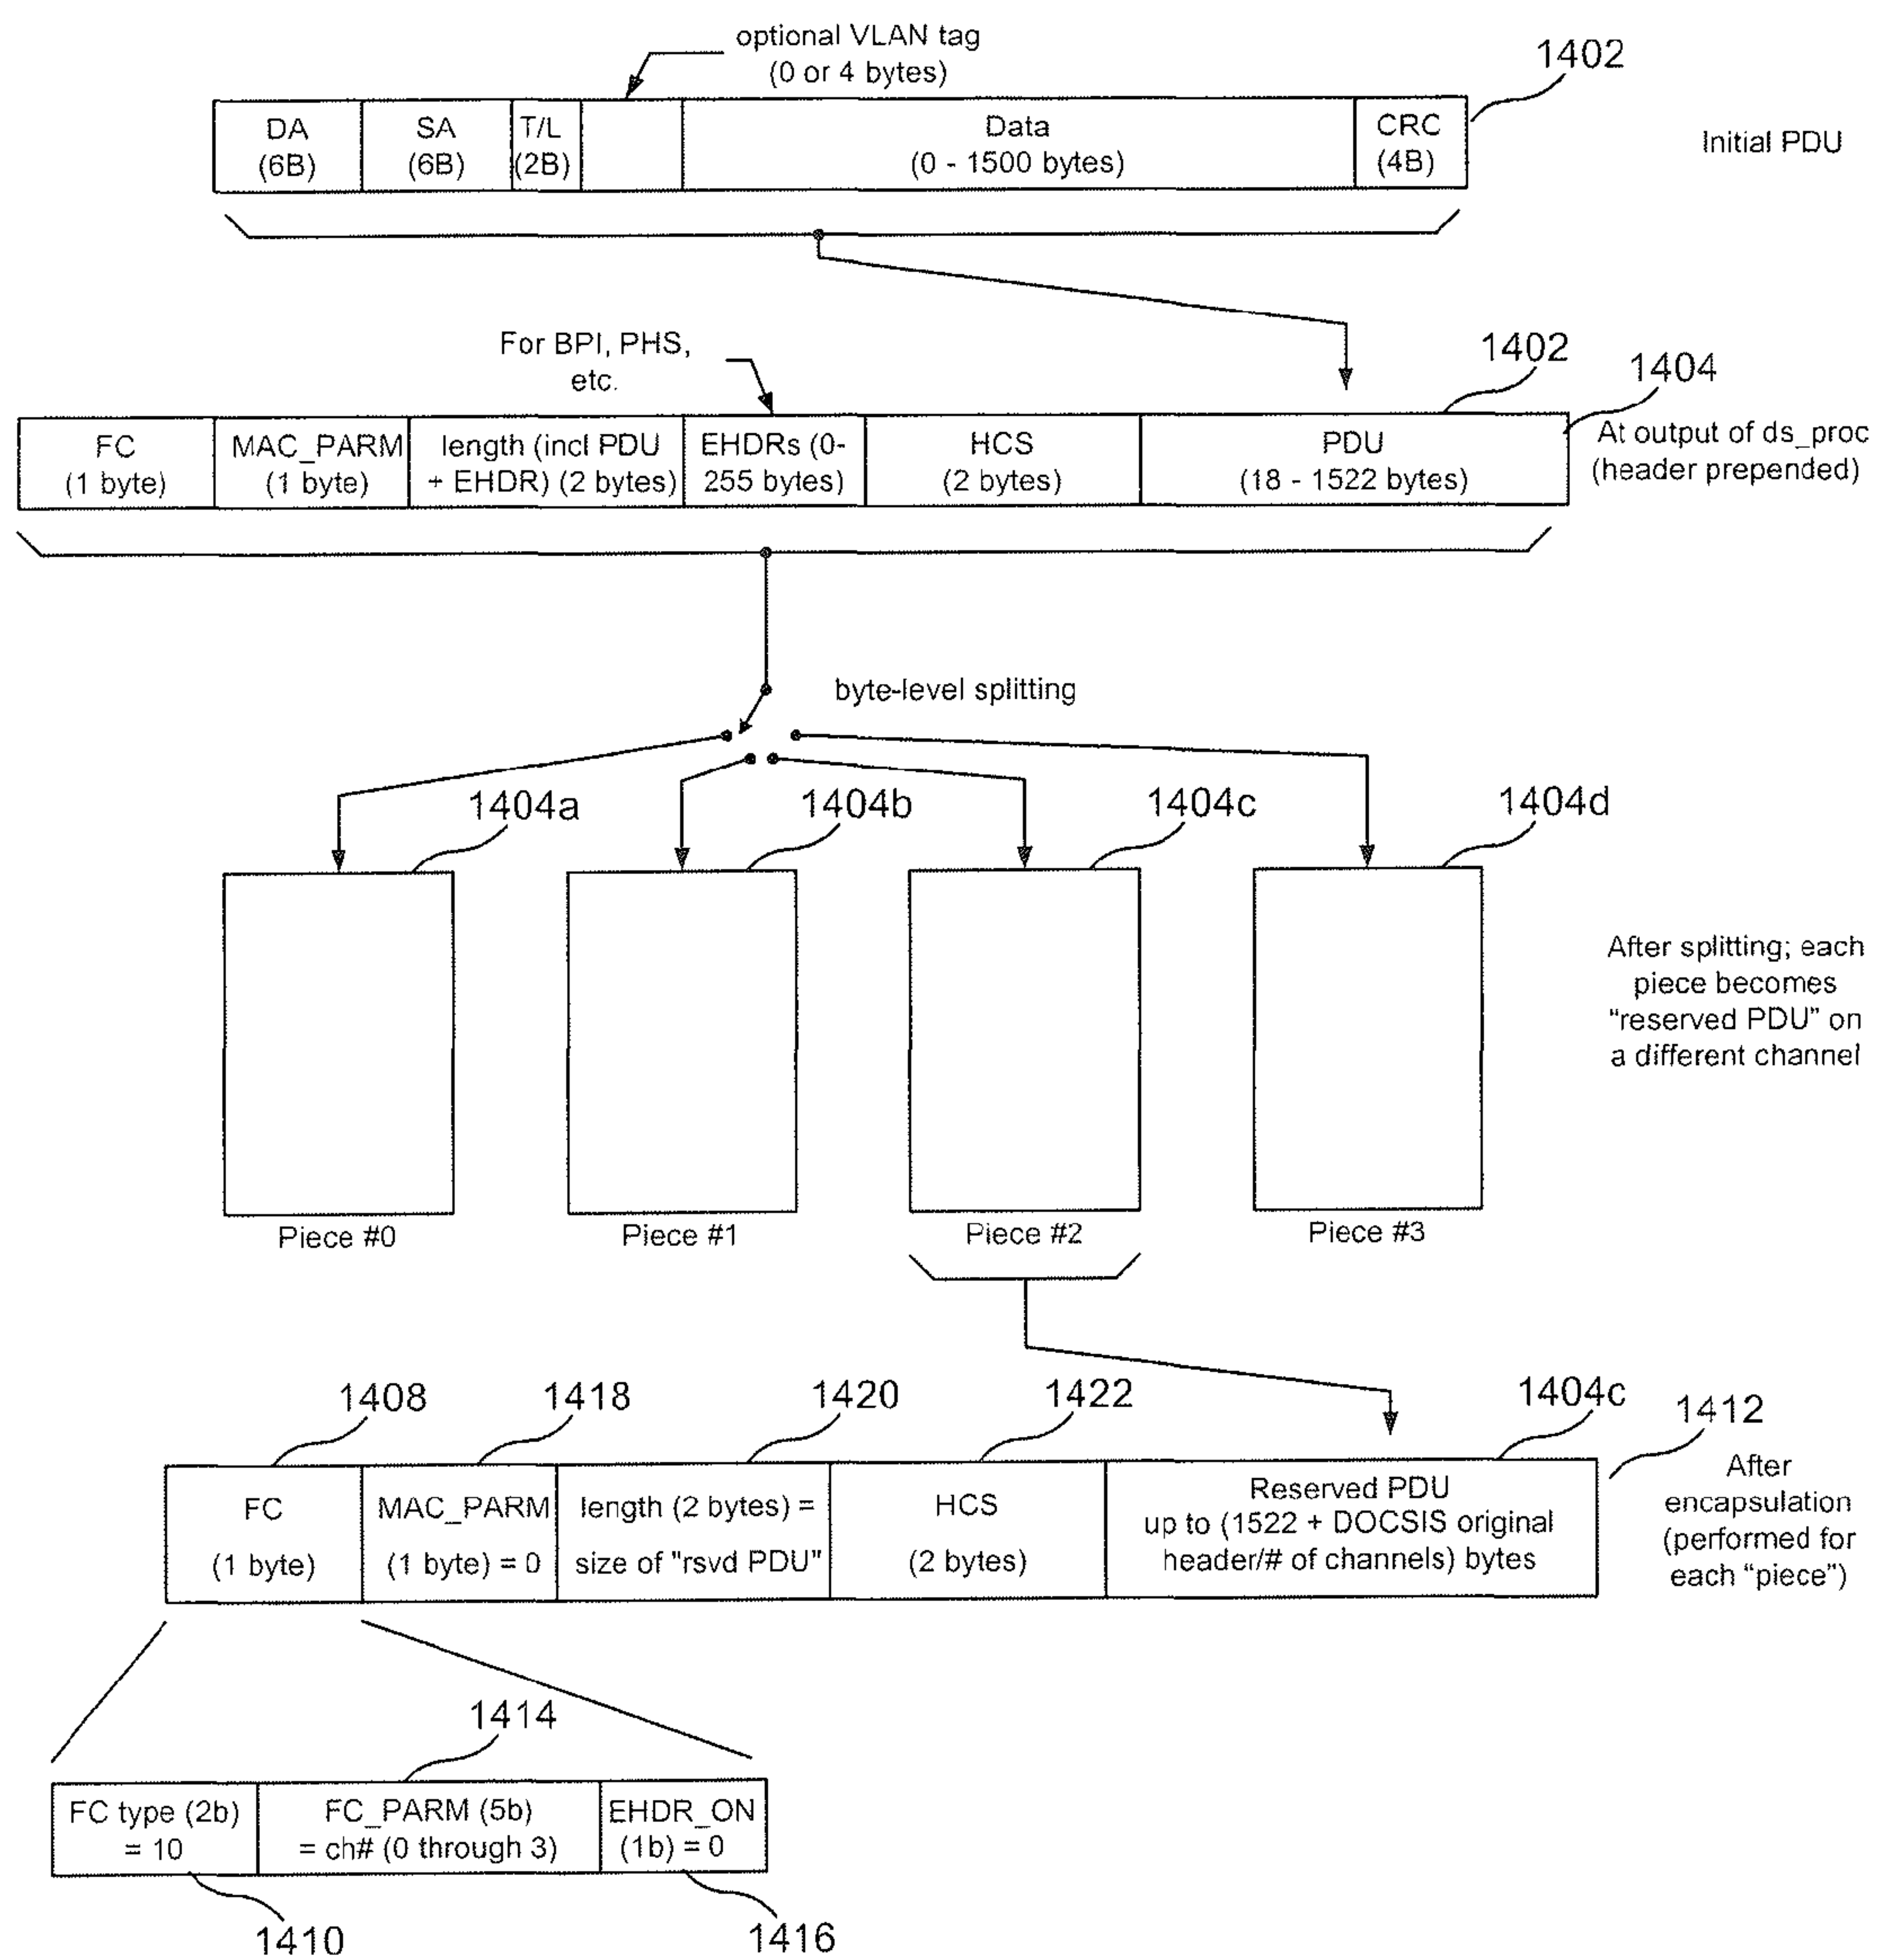 optional VLAN tag
(0 or 4 bytes)
1402
DA
(6B)
SA
(6B)
T/L
(2B)
Data
(0 - 1500 bytes)
CRC
(4B)
Initial PDU
For BPI, PHS,
etc.
1402
1404
FC
(1 byte)
MAC_PARM
(1 byte)
length (incl PDU
+ EHDR) (2 bytes)
EHDRs (0-
255 bytes)
HCS
(2 bytes)
PDU
(18 - 1522 bytes)
At output of ds_proc
(header prepended)
byte-level splitting
1404a
1404b
1404c
1404d
After splitting; each
piece becomes
“reserved PDU” on
a different channel
Piece #0
Piece #1
Piece #2
Piece #3
1408
1418
1420
1422
1404c
1412
FC
(1 byte)
MAC_PARM
(1 byte) = 0
length (2 bytes) =
size of "rsvd PDU"
HCS
(2 bytes)
Reserved PDU
up to (1522 + DOCSIS original
header/# of channels) bytes
After
encapsulation
(performed for
each “piece”)
1414
FC type (2b)
= 10
FC_PARM (5b)
= ch# (0 through 3)
EHDR_ON
(1b) = 0
1410
1416